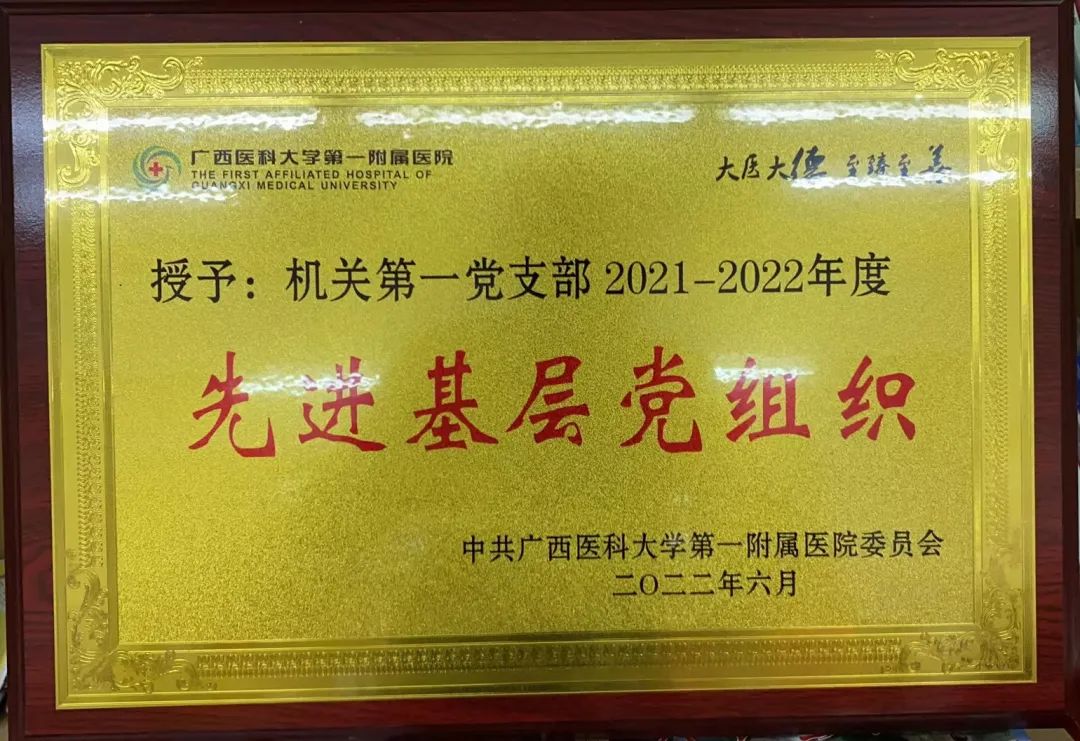 广西医科大学第一附属医院
THE FIRST AFFILIATED HOSPITAL OF
GUANGXI MEDICAL UNIVERSITY
大医大德 至臻至善
授予：机关第一党支部 2021-2022年度
先进基层党组织
中共广西医科大学第一附属医院委员会
二〇二二年六月